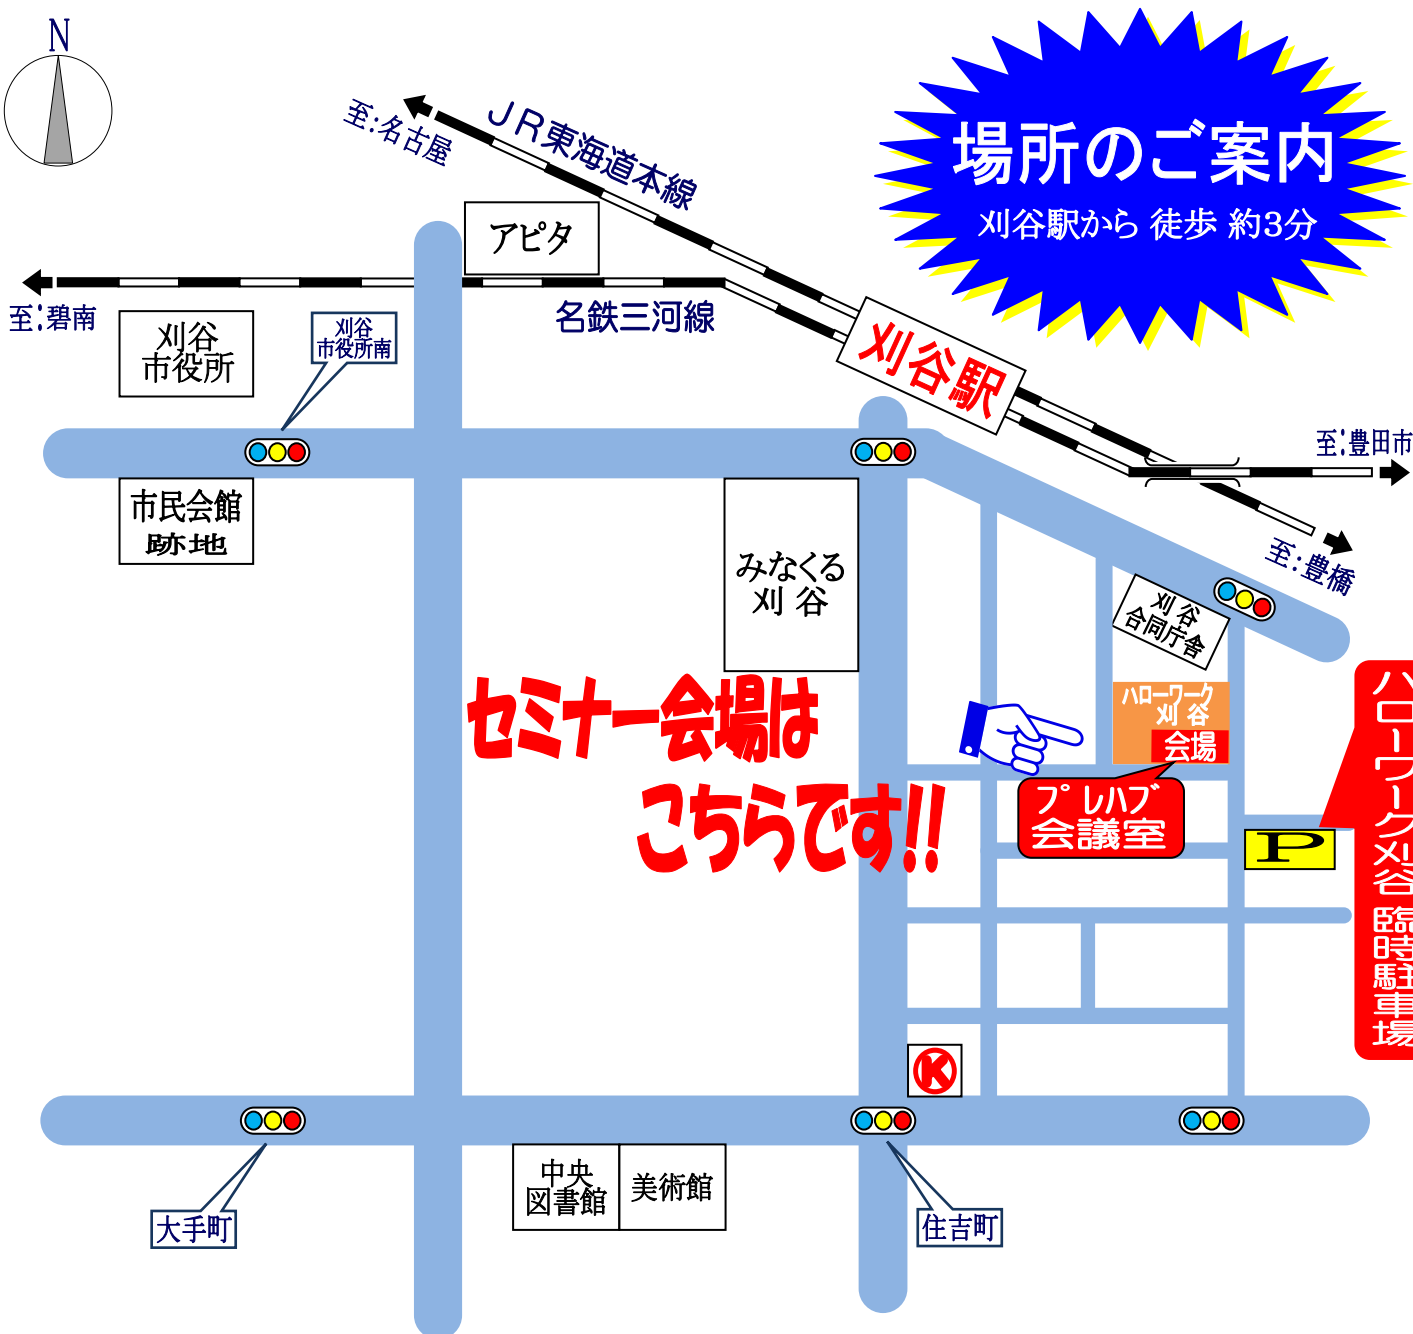 N
場所のご案内
刈谷駅から 徒歩 約3分
至:名古屋
JR東海道本線
アピタ
至:碧南
名鉄三河線
刈谷
市役所
刈谷
市役所南
刈谷駅
至:豊田市
至:豊橋
市民会館
跡地
みなくる
刈 谷
刈 谷
合同庁舎
セミナー会場は
こちらです!!
ハローワーク
刈 谷
会場
プレハブ
会議室
P
ハローワーク刈谷 臨時駐車場
K
中央
図書館
美術館
大手町
住吉町